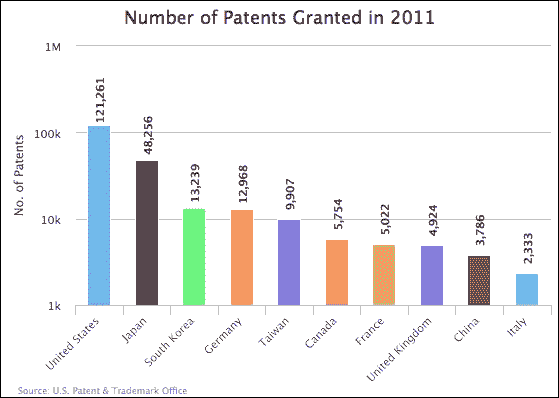 Number of Patents Granted in 2011
No. of Patents
1M
100k
10k
1k
121,261
48,256
13,239
12,968
9,907
5,754
5,022
4,924
3,786
2,333
United States
Japan
South Korea
Germany
Taiwan
Canada
France
United Kingdom
China
Italy
Source: U.S. Patent & Trademark Office